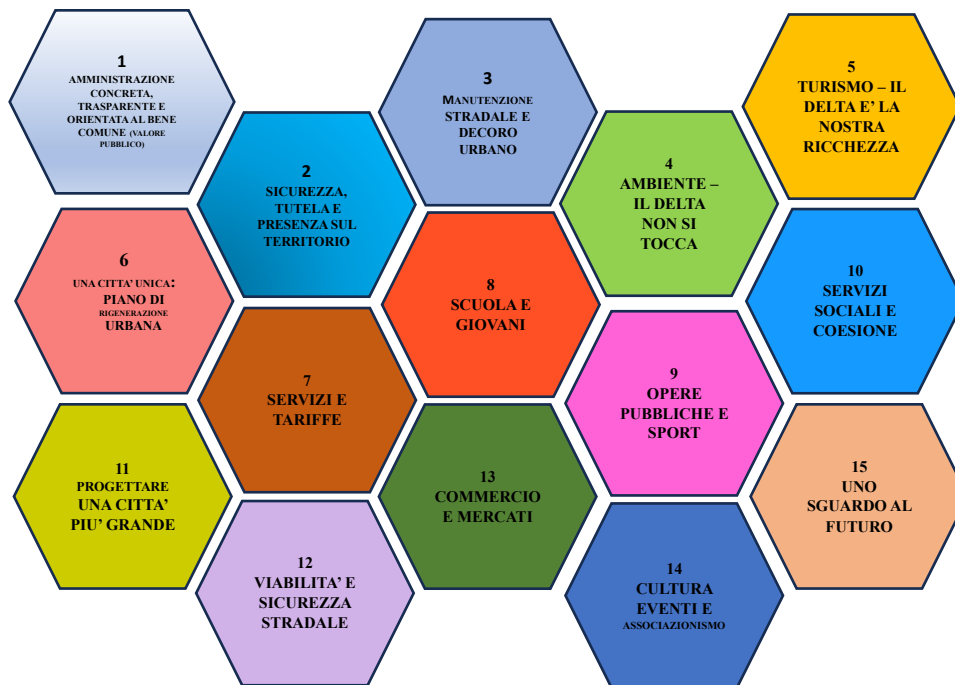 1
AMMINISTRAZIONE
CONCRETA,
TRASPARENTE E
ORIENTATA AL BENE
COMUNE (VALORE
PUBBLICO)
2
SICUREZZA,
TUTELA E
PRESENZA SUL
TERRITORIO
3
MANUTENZIONE
STRADALE E
DECORO
URBANO
4
AMBIENTE –
IL DELTA
NON SI
TOCCA
5
TURISMO – IL
DELTA E’ LA
NOSTRA
RICCHEZZA
6
UNA CITTA’ UNICA:
PIANO DI
RIGENERAZIONE
URBANA
7
SERVIZI E
TARIFFE
8
SCUOLA E
GIOVANI
9
OPERE
PUBBLICHE E
SPORT
10
SERVIZI
SOCIALI E
COESIONE
11
PROGETTARE
UNA CITTA’
PIU’ GRANDE
12
VIABILITA’ E
SICUREZZA
STRADALE
13
COMMERCIO
E MERCATI
14
CULTURA
EVENTI E
ASSOCIAZIONISMO
15
UNO
SGUARDO AL
FUTURO